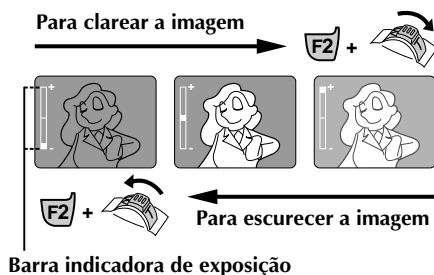 Para clarear a imagem
F2 +
+ + +
- - -
F2 +
Para escurecer a imagem
Barra indicadora de exposição